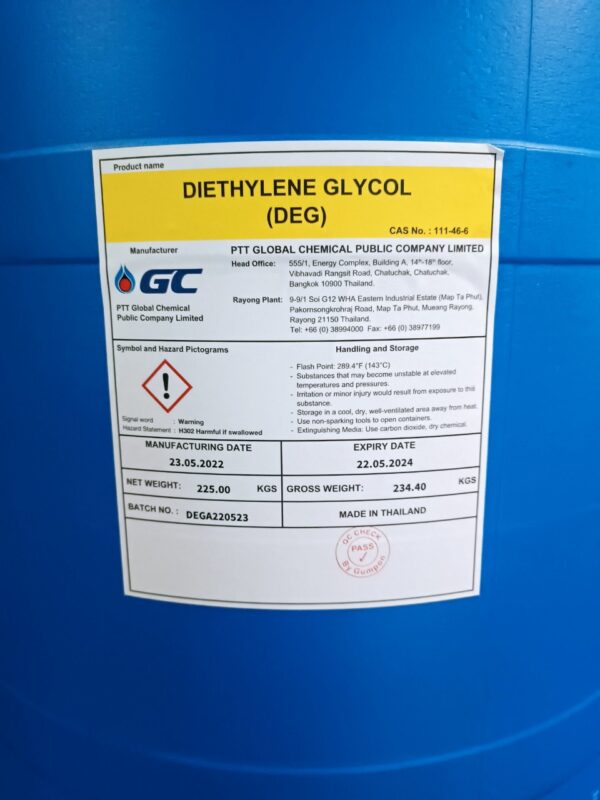 Product name
DIETHYLENE GLYCOL
(DEG)
CAS No. : 111-46-6
Manufacturer
GC
PTT Global Chemical
Public Company Limited
PTT GLOBAL CHEMICAL PUBLIC COMPANY LIMITED
Head Office: 555/1, Energy Complex, Building A, 14th-18th floor,
Vibhavadi Rangsit Road, Chatuchak, Chatuchak,
Bangkok 10900 Thailand.
Rayong Plant: 9-9/1 Soi G12 WHA Eastern Industrial Estate (Map Ta Phut),
Pakornsongkrohraj Road, Map Ta Phut, Mueang Rayong,
Rayong 21150 Thailand.
Tel: +66 (0) 38994000 Fax: +66 (0) 38977199
Symbol and Hazard Pictograms
!
Signal word : Warning
Hazard Statement : H302 Harmful if swallowed
Handling and Storage
- Flash Point: 289.4°F (143°C)
- Substances that may become unstable at elevated
temperatures and pressures.
- Irritation or minor injury would result from exposure to this
substance.
- Storage in a cool, dry, well-ventilated area away from heat.
- Use non-sparking tools to open containers.
- Extinguishing Media: Use carbon dioxide, dry chemical.
MANUFACTURING DATE
23.05.2022
EXPIRY DATE
22.05.2024
NET WEIGHT: 225.00 KGS
GROSS WEIGHT: 234.40 KGS
BATCH NO. : DEGA220523
MADE IN THAILAND
QC CHECK
PASS
By Gumpon